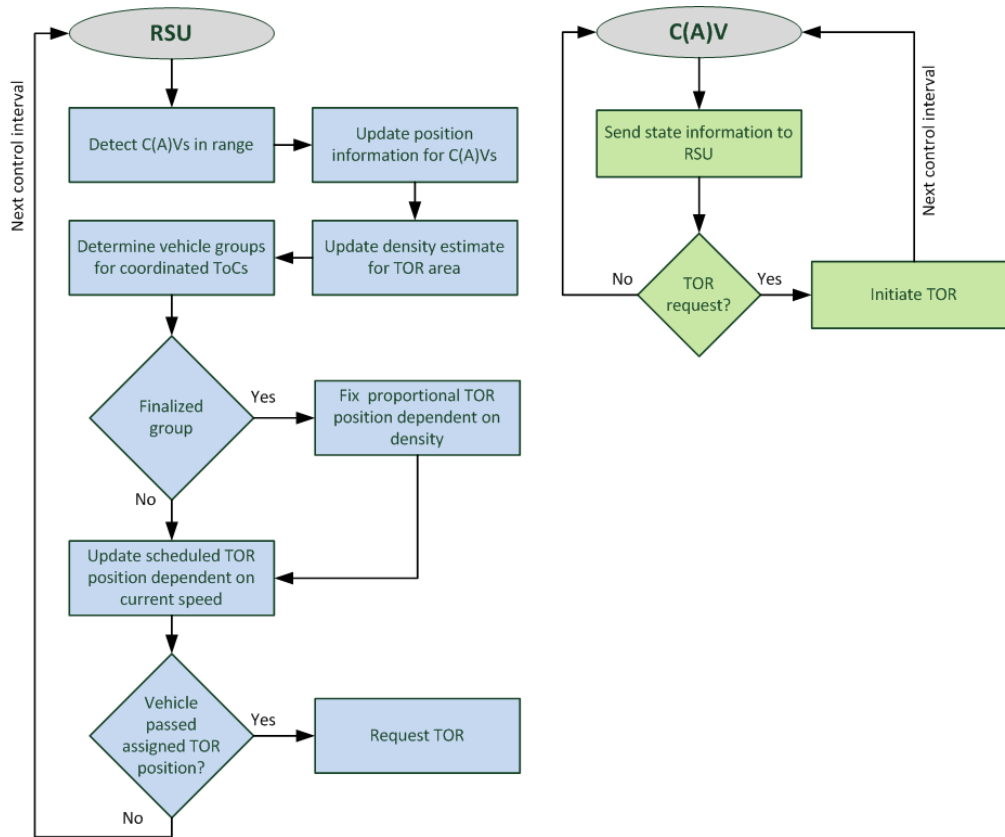 RSU
Next control interval
Detect C(A)Vs in range
Update position
information for C(A)Vs
Determine vehicle groups
for coordinated ToCs
Update density estimate
for TOR area
Finalized
group
Yes
Fix proportional TOR
position dependent on
density
No
Update scheduled TOR
position dependent on
current speed
Vehicle
passed
assigned TOR
position?
Yes
Request TOR
No
C(A)V
Send state information to
RSU
Next control interval
TOR
request?
No
Yes
Initiate TOR